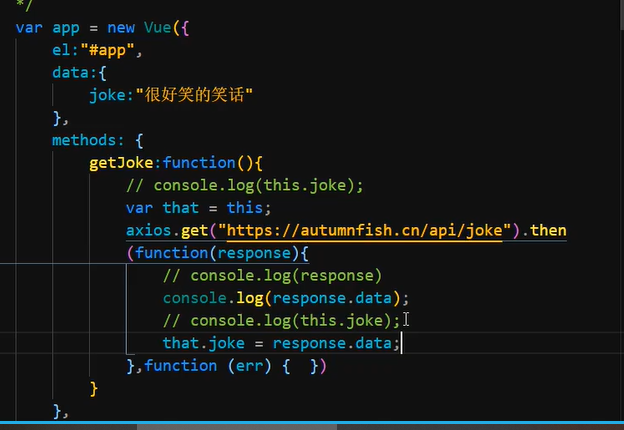 */
var app = new Vue({
el:"#app",
data:{
joke:"很好笑的笑话"
},
methods: {
getJoke:function(){
// console.log(this.joke);
var that = this;
axios.get("https://autumnfish.cn/api/joke").then
(function(response){
// console.log(response)
console.log(response.data);
// console.log(this.joke);
that.joke = response.data;
},function (err) {  })
}
},